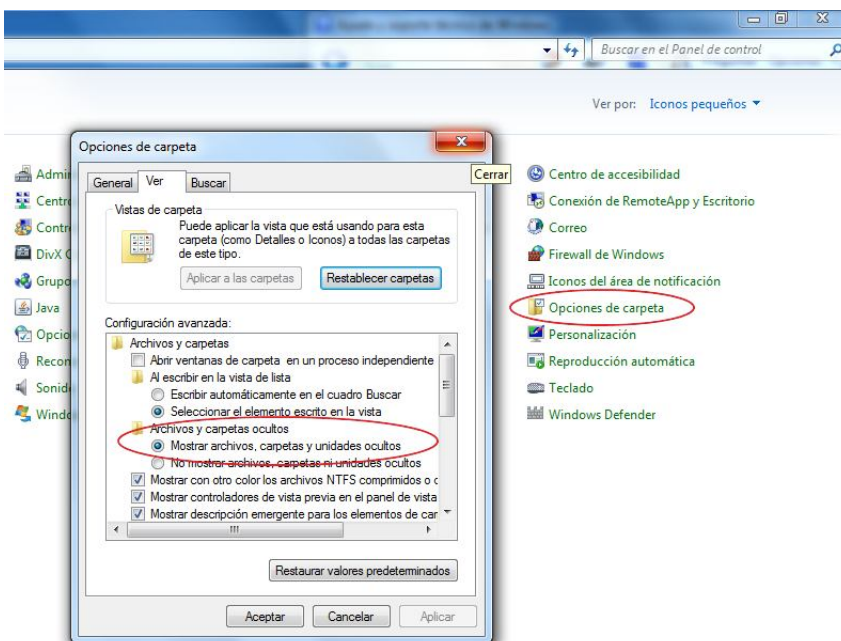 Buscar en el Panel de control
Ver por: Iconos pequeños
Opciones de carpeta
Cerrar
General Ver Buscar
Vistas de carpeta
Puede aplicar la vista que está usando para esta
carpeta (como Detalles o Iconos) a todas las carpetas
de este tipo.
Aplicar a las carpetas Restablecer carpetas
Configuración avanzada:
Archivos y carpetas
Abrir ventanas de carpeta en un proceso independiente
Al escribir en la vista de lista
Escribir automáticamente en el cuadro Buscar
Seleccionar el elemento escrito en la vista
Archivos y carpetas ocultos
Mostrar archivos, carpetas y unidades ocultos
No mostrar archivos, carpetas ni unidades ocultos
Mostrar con otro color los archivos NTFS comprimidos o c
Mostrar controladores de vista previa en el panel de vista
Mostrar descripción emergente para los elementos de car
Restaurar valores predeterminados
Aceptar Cancelar Aplicar
Admi
Centr
Contr
DivX C
Grupo
Java
Opcio
Recon
Sonid
Windo
Centro de accesibilidad
Conexión de RemoteApp y Escritorio
Correo
Firewall de Windows
Iconos del área de notificación
Opciones de carpeta
Personalización
Reproducción automática
Teclado
Windows Defender